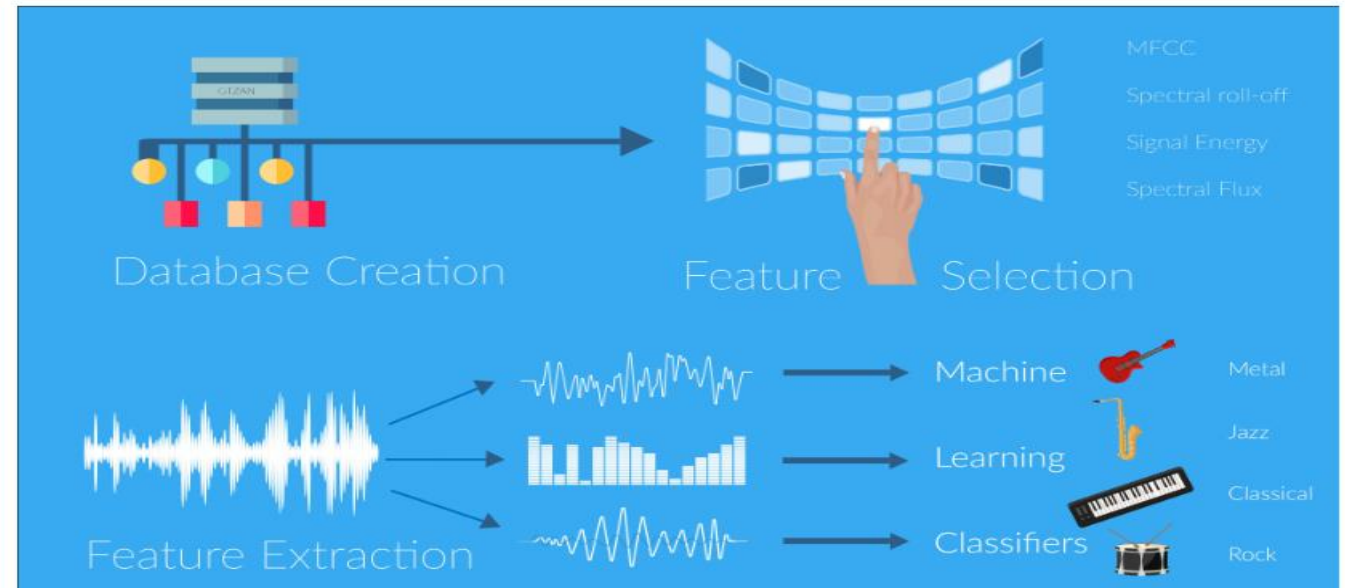 GTZAN
Database Creation
Feature Selection
MFCC
Spectral roll-off
Signal Energy
Spectral Flux
Feature Extraction
Machine
Learning
Classifiers
Metal
Jazz
Classical
Rock